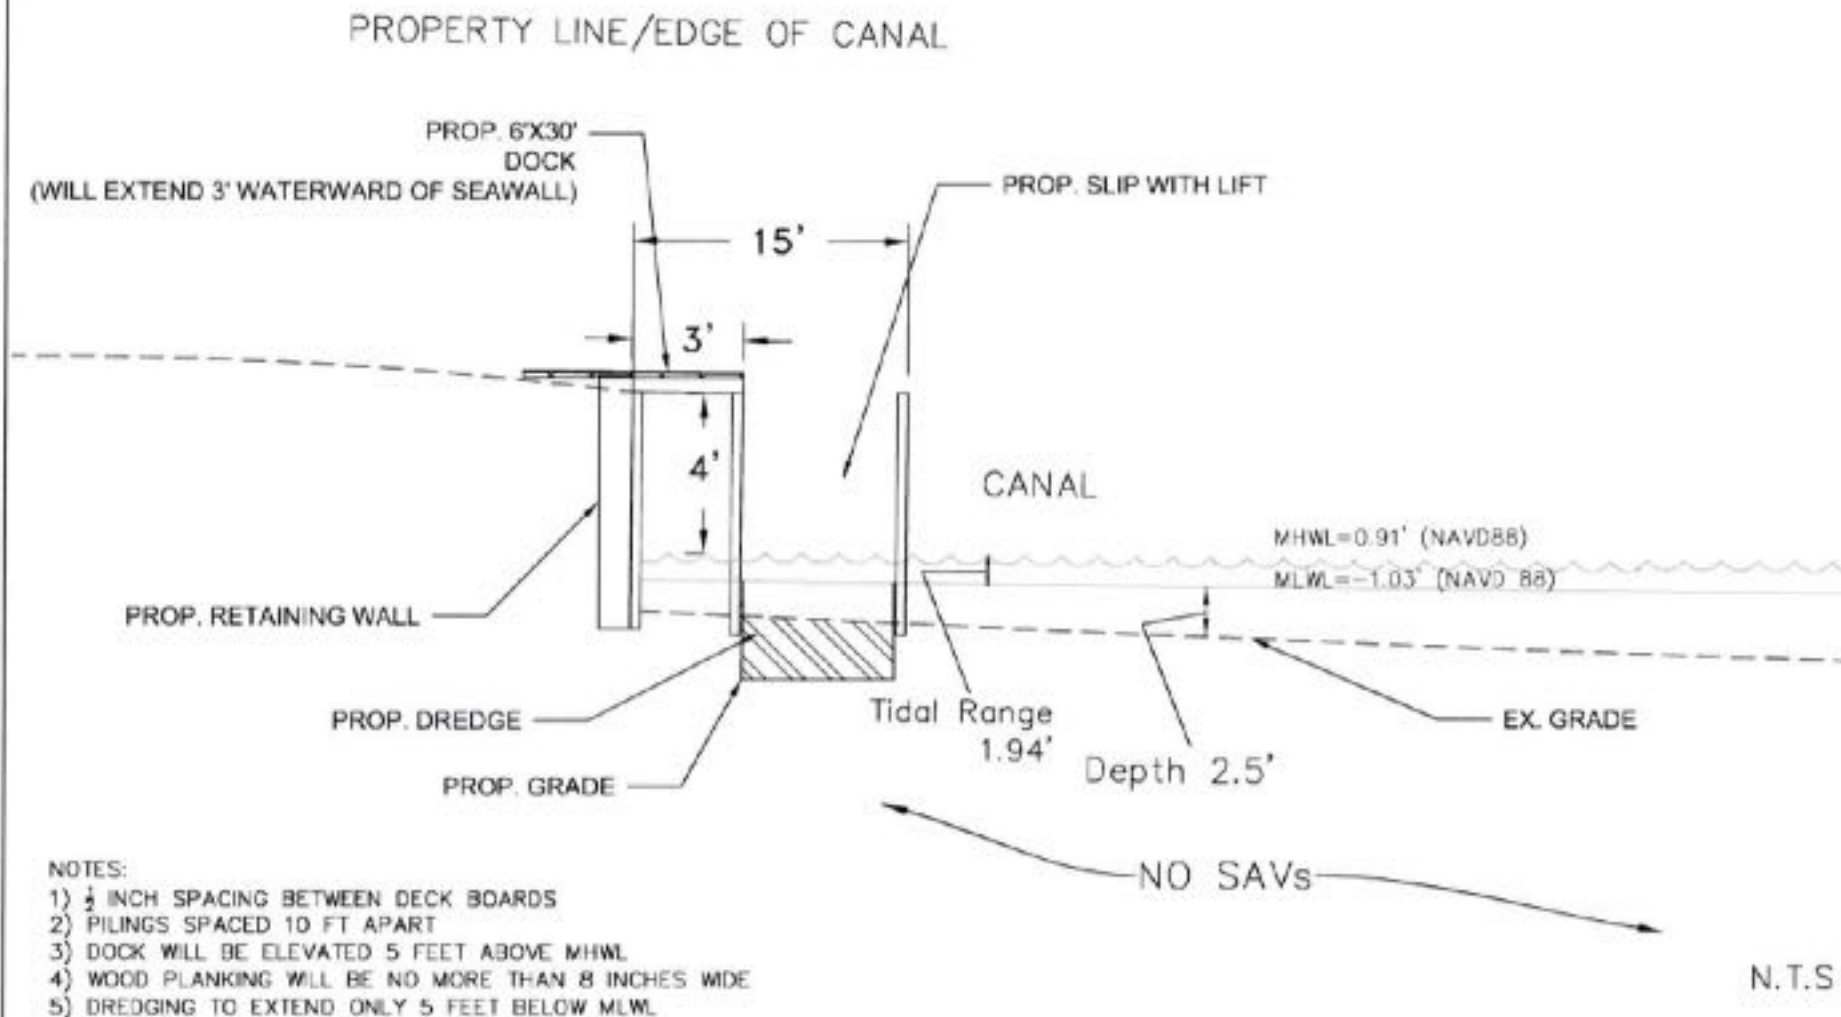 PROPERTY LINE/EDGE OF CANAL
PROP. 6'X30'
DOCK
(WILL EXTEND 3' WATERWARD OF SEAWALL)
PROP. SLIP WITH LIFT
15'
3'
4'
CANAL
MHWL=0.91' (NAVD88)
MLWL=-1.03' (NAVD 88)
PROP. RETAINING WALL
PROP. DREDGE
Tidal Range
1.94'
EX. GRADE
Depth 2.5'
PROP. GRADE
NO SAVs
NOTES:
1) ½ INCH SPACING BETWEEN DECK BOARDS
2) PILINGS SPACED 10 FT APART
3) DOCK WILL BE ELEVATED 5 FEET ABOVE MHWL
4) WOOD PLANKING WILL BE NO MORE THAN 8 INCHES WIDE
5) DREDGING TO EXTEND ONLY 5 FEET BELOW MLWL
N.T.S